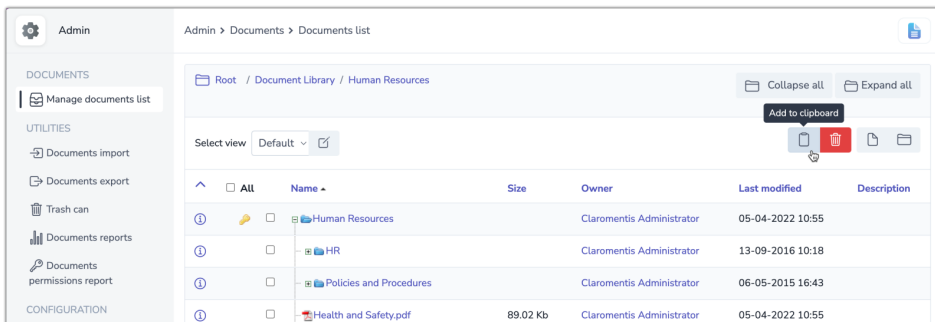 Admin
Admin > Documents > Documents list
DOCUMENTS
Manage documents list
UTILITIES
Documents import
Documents export
Trash can
Documents reports
Documents
permissions report
CONFIGURATION
Root / Document Library / Human Resources
Collapse all Expand all
Add to clipboard
Select view Default
All Name Size Owner Last modified Description
Human Resources Claromentis Administrator 05-04-2022 10:55
HR Claromentis Administrator 13-09-2016 10:18
Policies and Procedures Claromentis Administrator 06-05-2015 16:43
Health and Safety.pdf 89.02 Kb Claromentis Administrator 05-04-2022 10:55